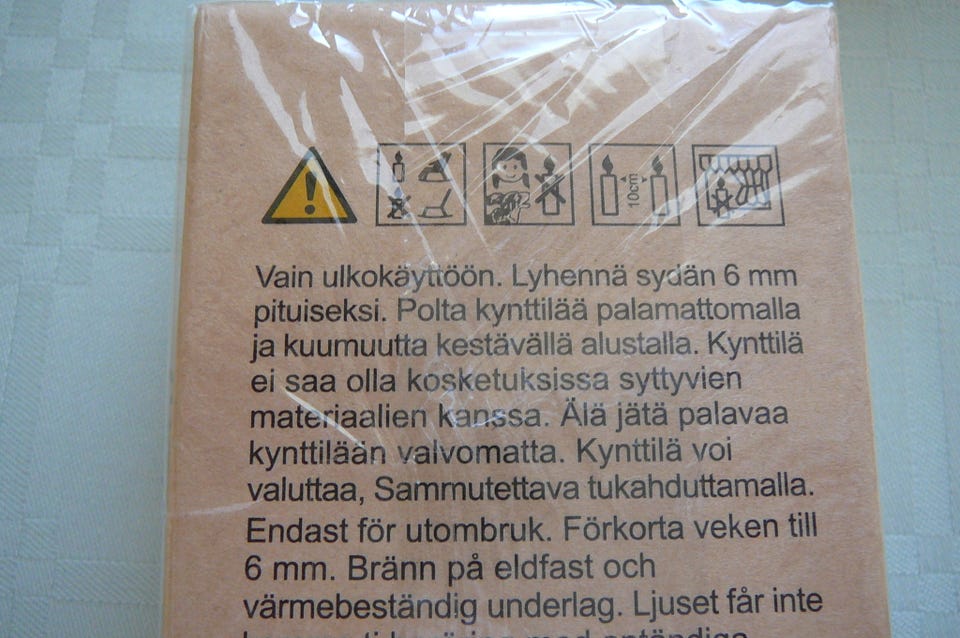 10cm
Vain ulkokäyttöön. Lyhennä sydän 6 mm
pituiseksi. Polta kynttilää palamattomalla
ja kuumuutta kestävällä alustalla. Kynttilä
ei saa olla kosketuksissa syttyvien
materiaalien kanssa. Älä jätä palavaa
kynttilään valvomatta. Kynttilä voi
valuttaa, Sammutettava tukahduttamalla.
Endast för utombruk. Förkorta veken till
6 mm. Bränn på eldfast och
värmebeständig underlag. Ljuset får inte